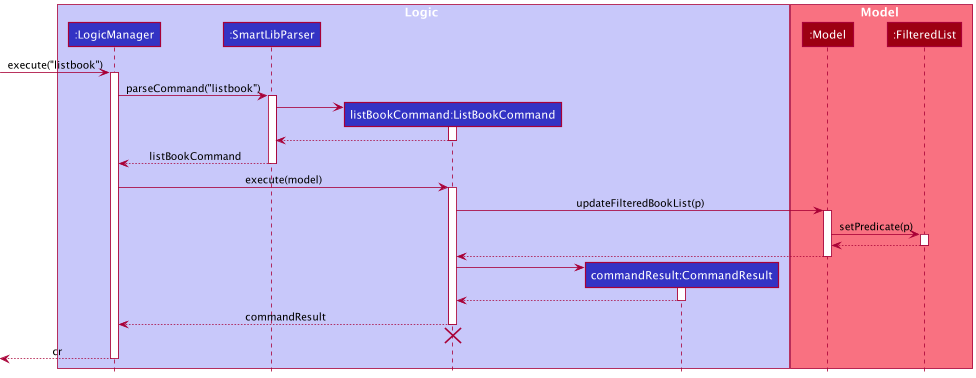 Logic
Model
:LogicManager
:SmartLibParser
:Model
:FilteredList
execute("listbook")
parseCommand("listbook")
listBookCommand:ListBookCommand
listBookCommand
execute(model)
updateFilteredBookList(p)
setPredicate(p)
commandResult:CommandResult
commandResult
cr